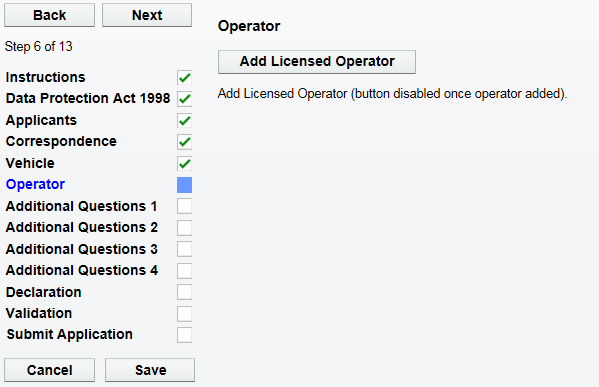 Back
Next
Step 6 of 13
Instructions
Data Protection Act 1998
Applicants
Correspondence
Vehicle
Operator
Additional Questions 1
Additional Questions 2
Additional Questions 3
Additional Questions 4
Declaration
Validation
Submit Application
Cancel
Save
Operator
Add Licensed Operator
Add Licensed Operator (button disabled once operator added).